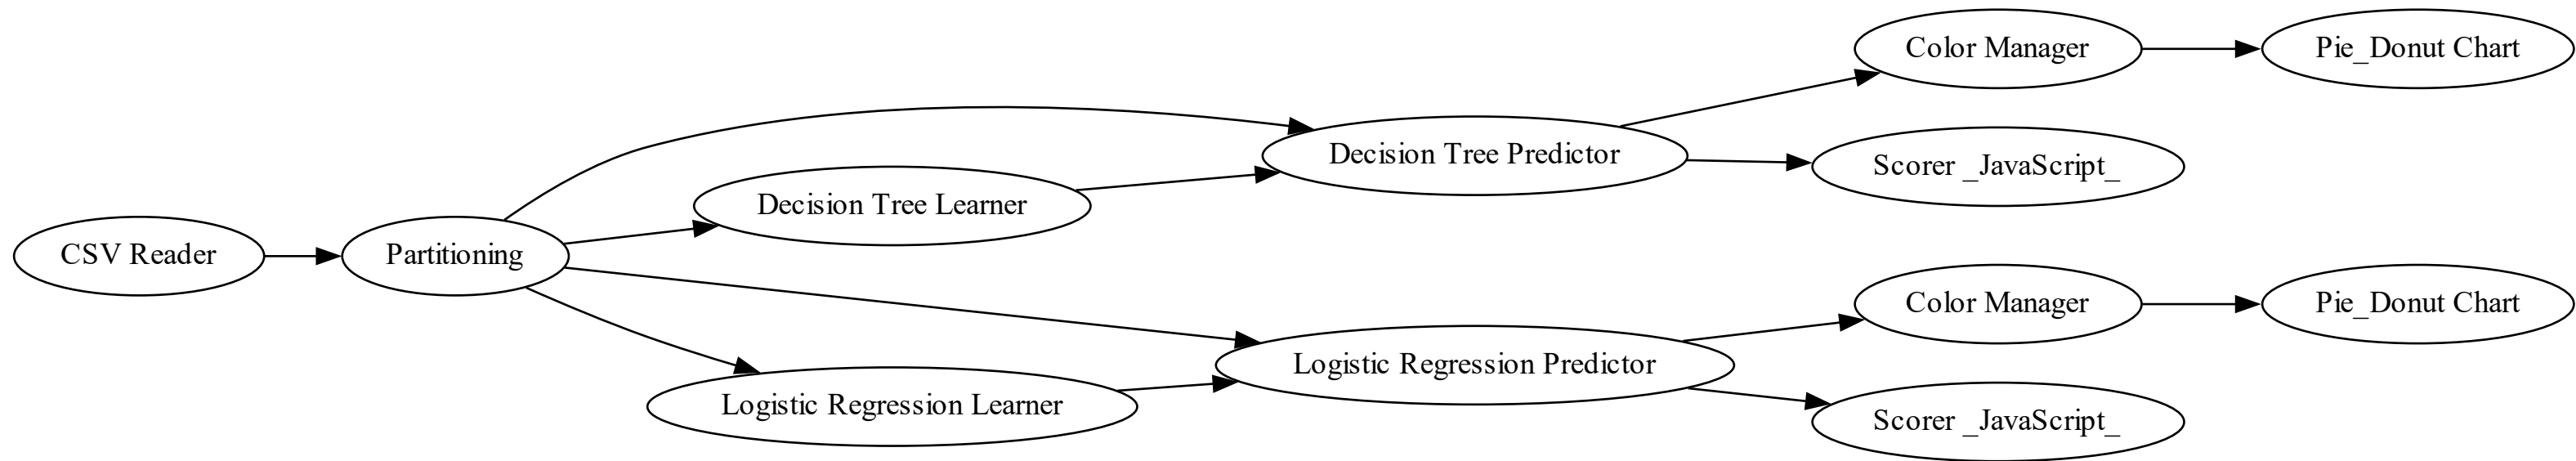 CSV Reader
Partitioning
Decision Tree Learner
Logistic Regression Learner
Decision Tree Predictor
Logistic Regression Predictor
Color Manager
Pie_Donut Chart
Scorer _JavaScript_
Color Manager
Pie_Donut Chart
Scorer _JavaScript_